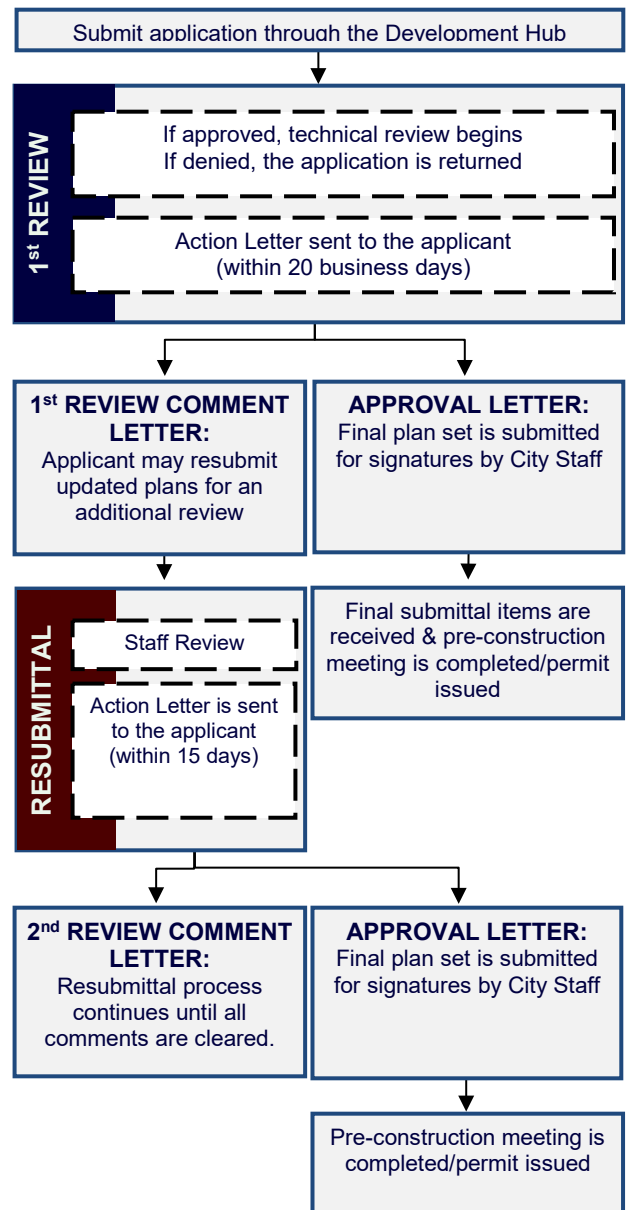 Submit application through the Development Hub
1st REVIEW
If approved, technical review begins
If denied, the application is returned
Action Letter sent to the applicant
(within 20 business days)
1st REVIEW COMMENT
LETTER:
Applicant may resubmit
updated plans for an
additional review
APPROVAL LETTER:
Final plan set is submitted
for signatures by City Staff
RESUBMITTAL
Staff Review
Action Letter is sent
to the applicant
(within 15 days)
Final submittal items are
received & pre-construction
meeting is completed/permit
issued
2nd REVIEW COMMENT
LETTER:
Resubmittal process
continues until all
comments are cleared.
APPROVAL LETTER:
Final plan set is submitted
for signatures by City Staff
Pre-construction meeting is
completed/permit issued